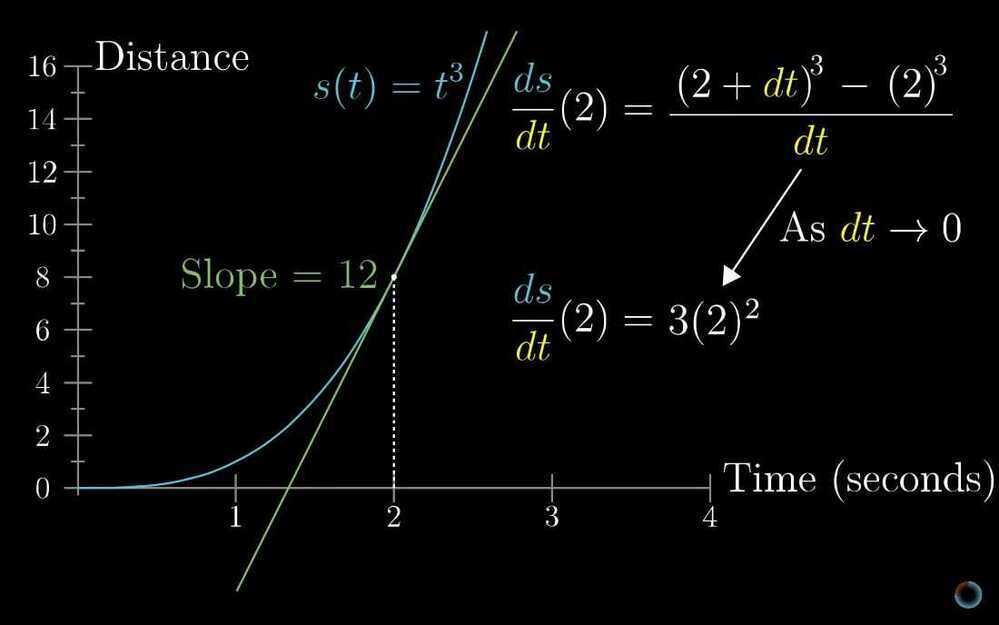 Distance
s(t) = t³
ds/dt (2) = ((2 + dt)³ − (2)³)/dt
As dt → 0
Slope = 12
ds/dt (2) = 3(2)²
16
14
12
10
8
6
4
2
0
Time (seconds)
1 2 3 4